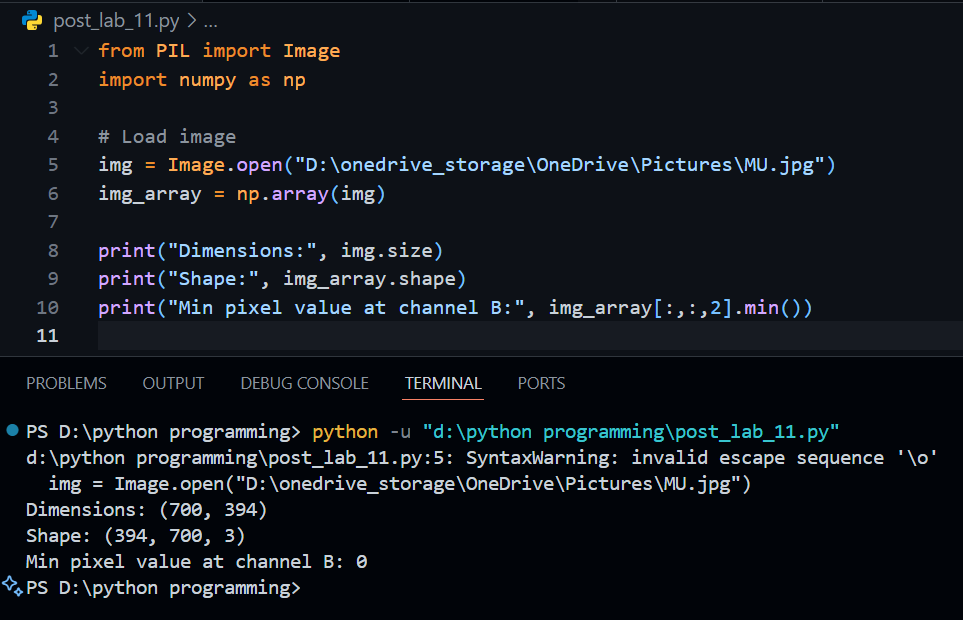 post_lab_11.py > ...
1 from PIL import Image
2 import numpy as np
3
4 # Load image
5 img = Image.open("D:\onedrive_storage\OneDrive\Pictures\MU.jpg")
6 img_array = np.array(img)
7
8 print("Dimensions:", img.size)
9 print("Shape:", img_array.shape)
10 print("Min pixel value at channel B:", img_array[:,:,2].min())
11
PROBLEMS OUTPUT DEBUG CONSOLE TERMINAL PORTS
PS D:\python programming> python -u "d:\python programming\post_lab_11.py"
d:\python programming\post_lab_11.py:5: SyntaxWarning: invalid escape sequence '\o'
  img = Image.open("D:\onedrive_storage\OneDrive\Pictures\MU.jpg")
Dimensions: (700, 394)
Shape: (394, 700, 3)
Min pixel value at channel B: 0
PS D:\python programming>